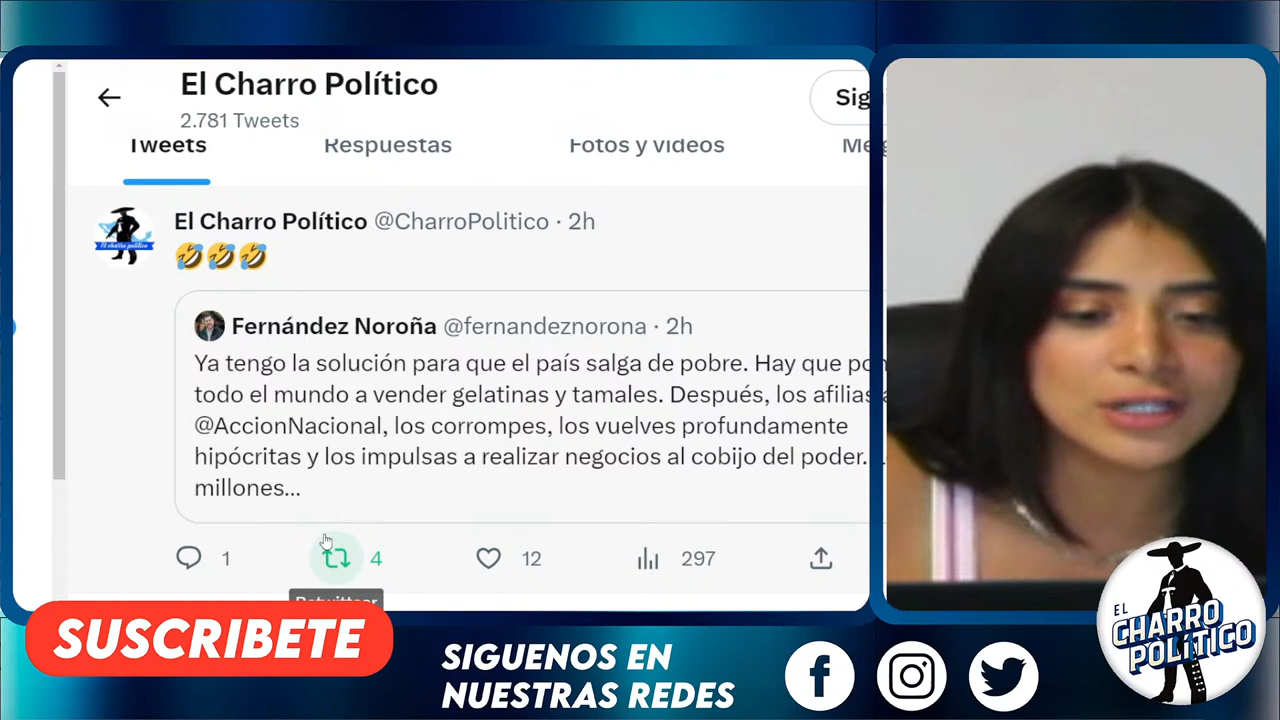 El Charro Político
2.781 Tweets
Tweets
Respuestas
Fotos y vídeos
El Charro Político @CharroPolitico · 2h
🤣🤣🤣
Fernández Noroña @fernandeznorona · 2h
Ya tengo la solución para que el país salga de pobre. Hay que
todo el mundo a vender gelatinas y tamales. Después, los afilias
@AccionNacional, los corrompes, los vuelves profundamente
hipócritas y los impulsas a realizar negocios al cobijo del poder.
millones...
1
4
12
297
Retwittear
SUSCRIBETE
SIGUENOS EN
NUESTRAS REDES
EL
CHARRO
POLÍTICO